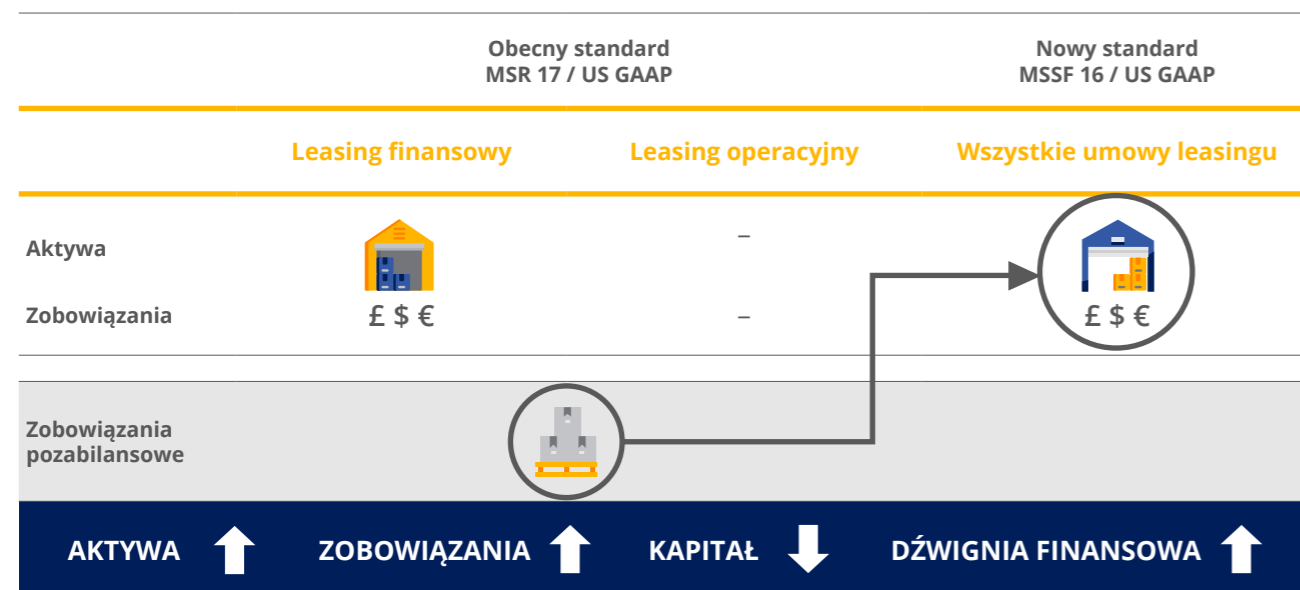 Obecny standard
MSR 17 / US GAAP
Nowy standard
MSSF 16 / US GAAP
Leasing finansowy
Leasing operacyjny
Wszystkie umowy leasingu
Aktywa
–
Zobowiązania
£ $ €
–
£ $ €
Zobowiązania
pozabilansowe
AKTYWA
ZOBOWIĄZANIA
KAPITAŁ
DŹWIGNIA FINANSOWA